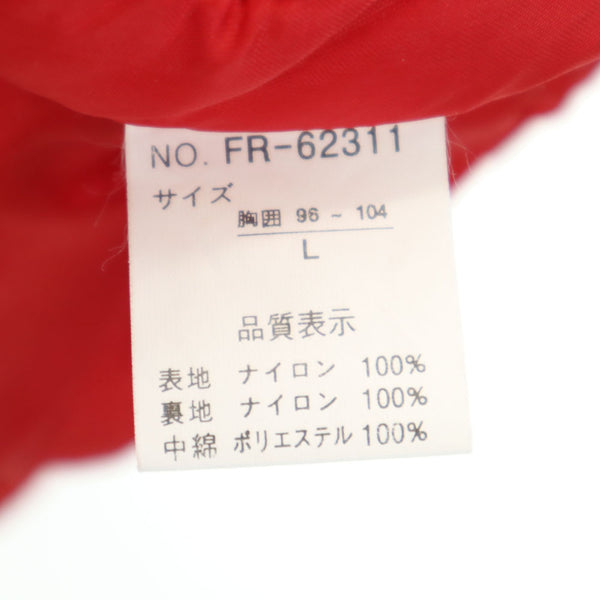 NO. FR-62311
サイズ
胸囲 96 ~ 104
L
品質表示
表地 ナイロン 100%
裏地 ナイロン 100%
中綿 ポリエステル 100%